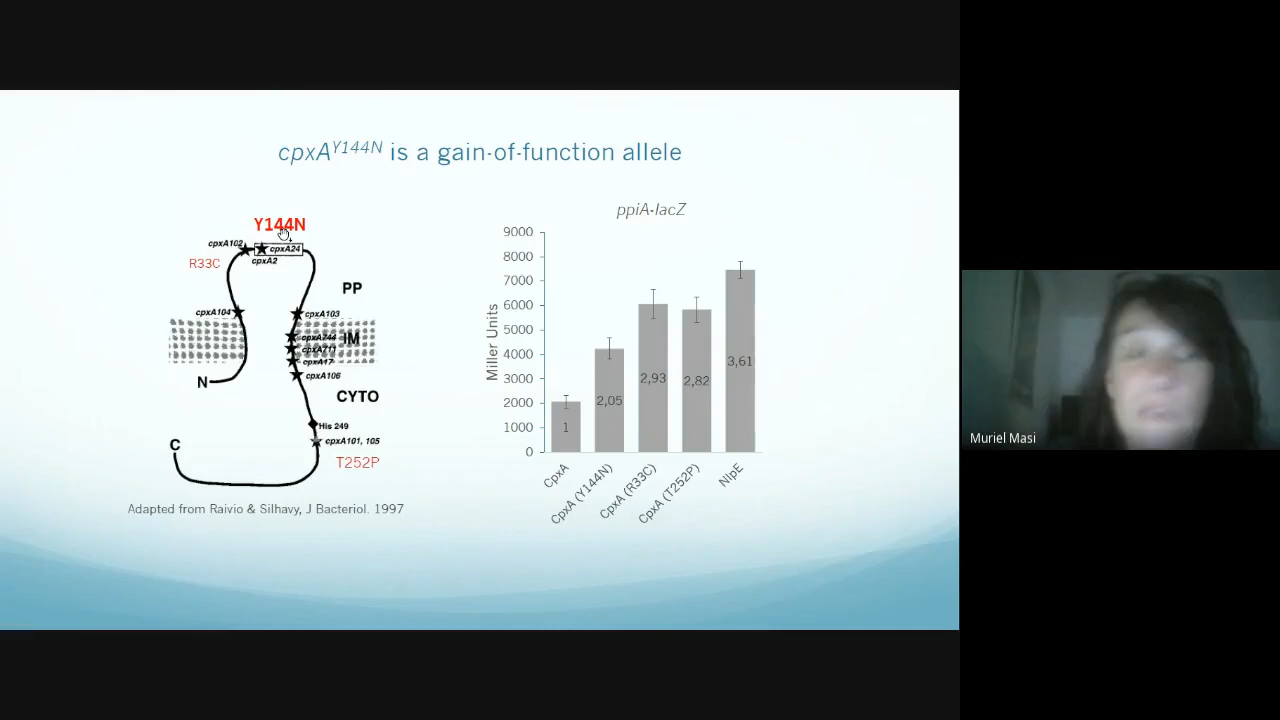 cpxA^Y144N is a gain-of-function allele
Y144N
cpxA102
cpxA24
cpxA2
R33C
PP
cpxA104
cpxA103
cpxA744
IM
cpxA711
cpxA17
cpxA106
N
CYTO
His 249
C
cpxA101, 105
T252P
Adapted from Raivio & Silhavy, J Bacteriol. 1997
ppiA-lacZ
Miller Units
9000
8000
7000
6000
5000
4000
3000
2000
1000
0
1
2,05
2,93
2,82
3,61
CpxA
CpxA (Y144N)
CpxA (R33C)
CpxA (T252P)
NlpE
Muriel Masi